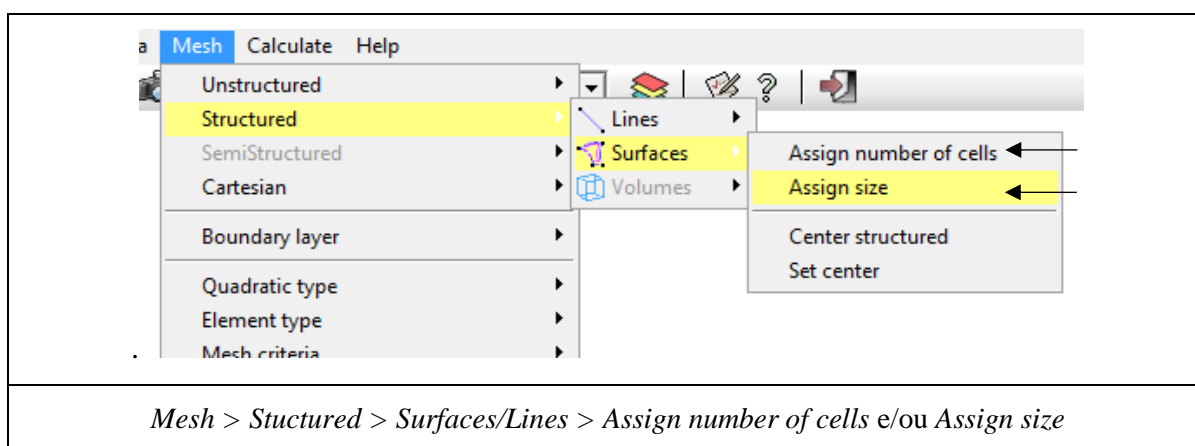 a Mesh Calculate Help
Unstructured
Structured
Lines
SemiStructured
Surfaces
Assign number of cells
Cartesian
Volumes
Assign size
Boundary layer
Center structured
Quadratic type
Set center
Element type
Mesh criteria
.
Mesh > Stuctured > Surfaces/Lines > Assign number of cells e/ou Assign size